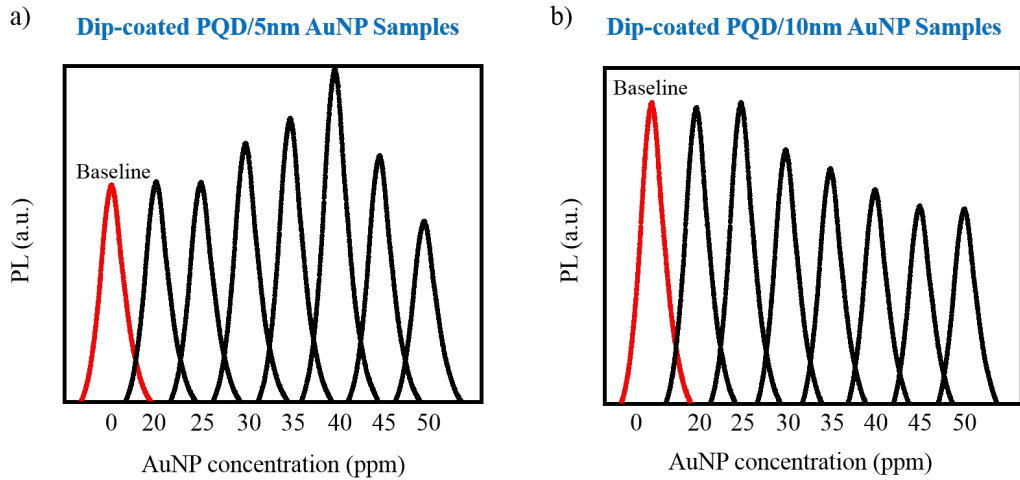 a)
Dip-coated PQD/5nm AuNP Samples
Baseline
PL (a.u.)
0 20 25 30 35 40 45 50
AuNP concentration (ppm)
b)
Dip-coated PQD/10nm AuNP Samples
Baseline
PL (a.u.)
0 20 25 30 35 40 45 50
AuNP concentration (ppm)